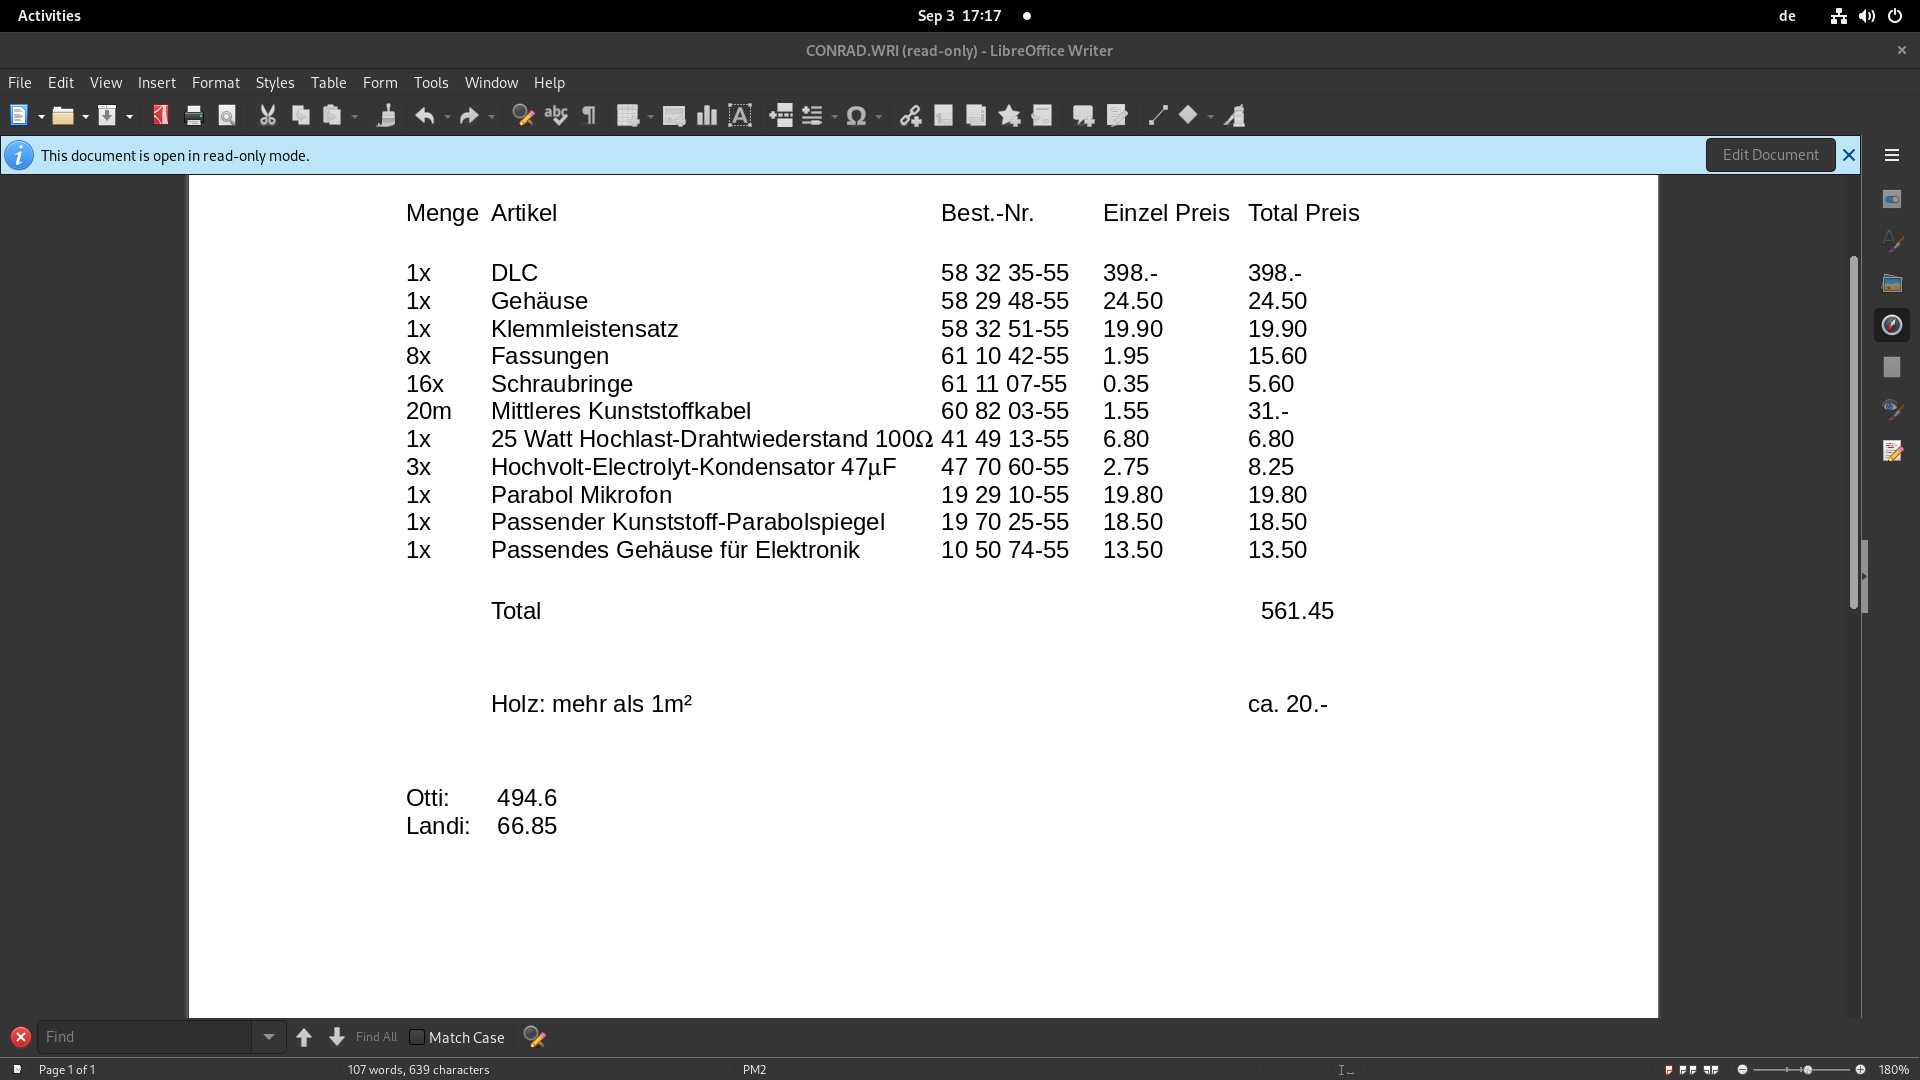 Activities
Sep 3 17:17
de
CONRAD.WRI (read-only) - LibreOffice Writer
File Edit View Insert Format Styles Table Form Tools Window Help
This document is open in read-only mode.
Edit Document
Menge Artikel Best.-Nr. Einzel Preis Total Preis
1x DLC 58 32 35-55 398.- 398.-
1x Gehäuse 58 29 48-55 24.50 24.50
1x Klemmleistensatz 58 32 51-55 19.90 19.90
8x Fassungen 61 10 42-55 1.95 15.60
16x Schraubringe 61 11 07-55 0.35 5.60
20m Mittleres Kunststoffkabel 60 82 03-55 1.55 31.-
1x 25 Watt Hochlast-Drahtwiederstand 100Ω 41 49 13-55 6.80 6.80
3x Hochvolt-Electrolyt-Kondensator 47µF 47 70 60-55 2.75 8.25
1x Parabol Mikrofon 19 29 10-55 19.80 19.80
1x Passender Kunststoff-Parabolspiegel 19 70 25-55 18.50 18.50
1x Passendes Gehäuse für Elektronik 10 50 74-55 13.50 13.50
Total 561.45
Holz: mehr als 1m² ca. 20.-
Otti: 494.6
Landi: 66.85
Find
Find All
Match Case
Page 1 of 1
107 words, 639 characters
PM2
180%